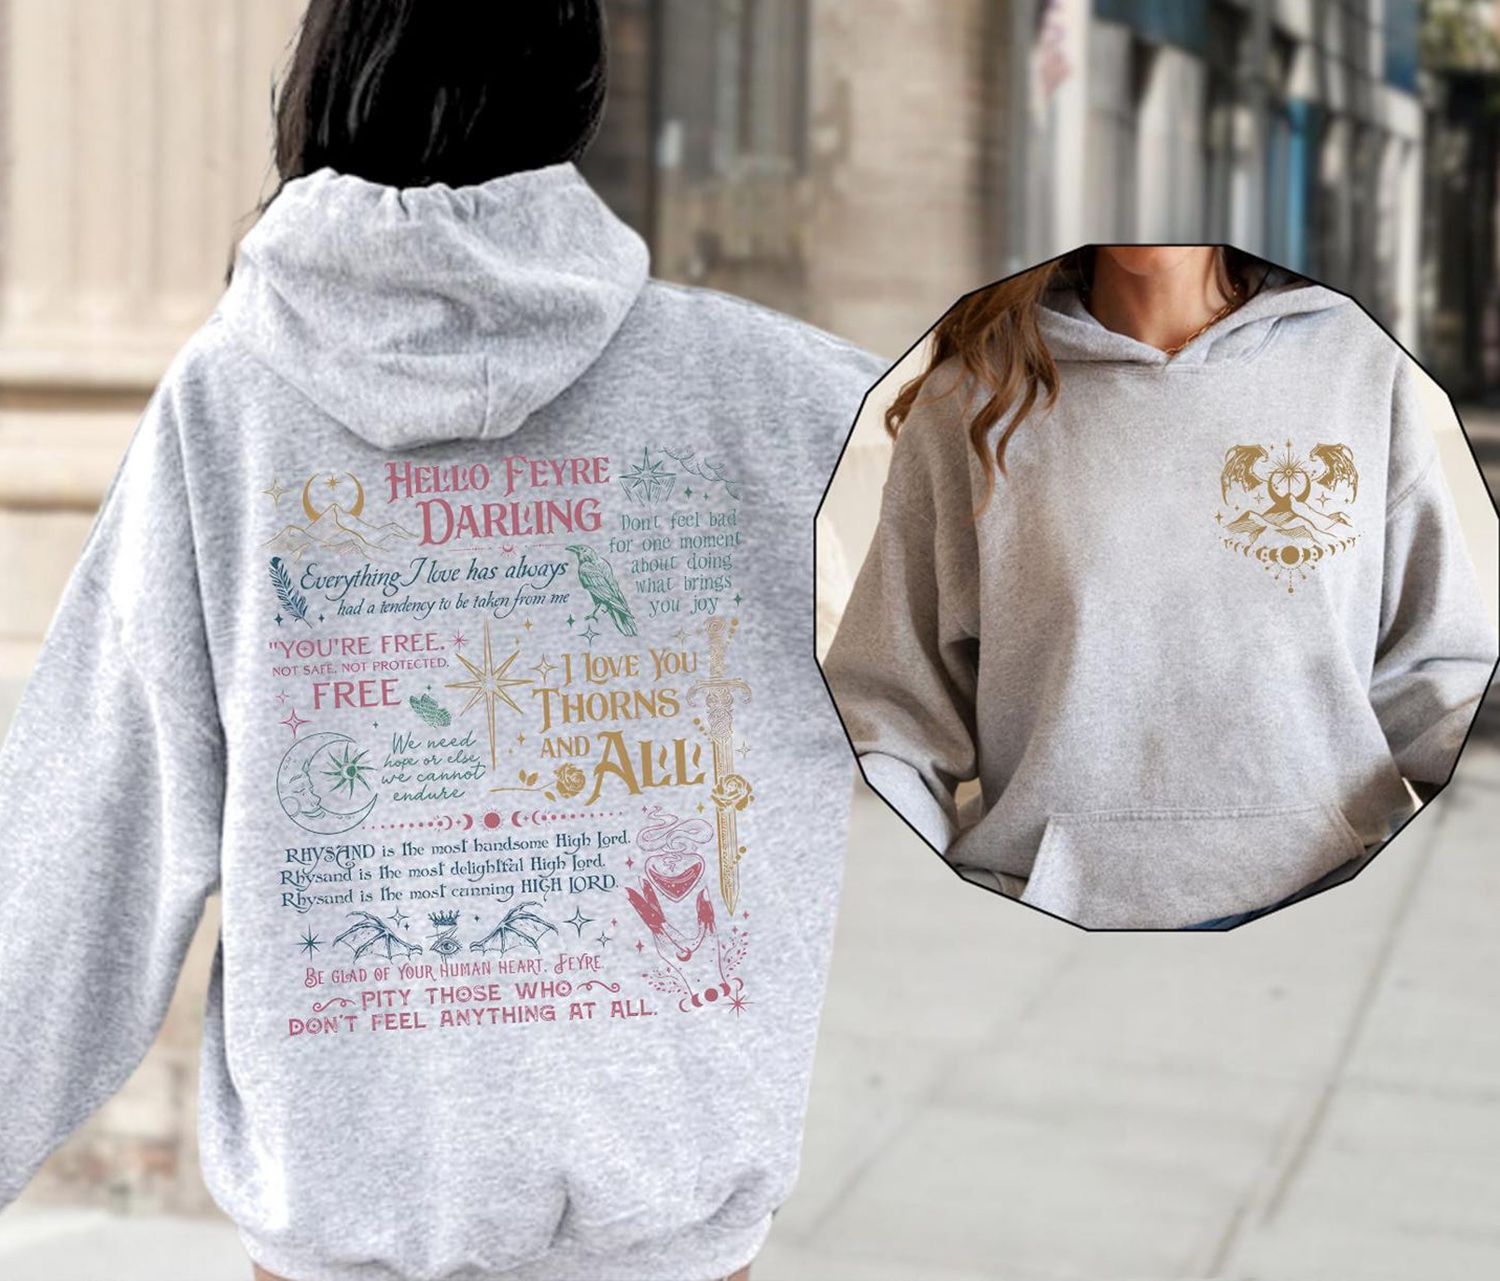 HELLO FEYRE
DARLING
Don't feel bad
for one moment
about doing
what brings
you joy
Everything I love has always
had a tendency to be taken from me
"YOU'RE FREE.
NOT SAFE. NOT PROTECTED.
FREE
I LOVE YOU
THORNS
AND ALL
We need
hope or else
we cannot
endure.
RHYSAND is the most handsome High Lord.
Rhysand is the most delightful High Lord.
Rhysand is the most cunning HIGH LORD.
BE GLAD OF YOUR HUMAN HEART, FEYRE.
PITY THOSE WHO
DON'T FEEL ANYTHING AT ALL.